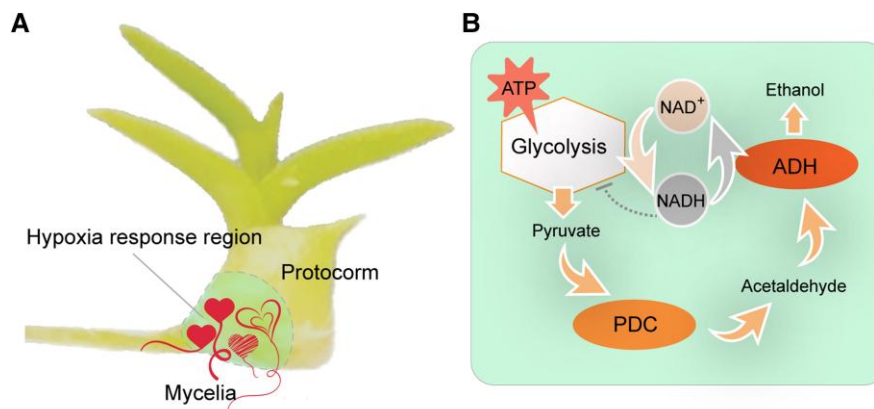 A
Hypoxia response region
Protocorm
Mycelia
B
ATP
Glycolysis
NAD+
NADH
Ethanol
ADH
Pyruvate
Acetaldehyde
PDC